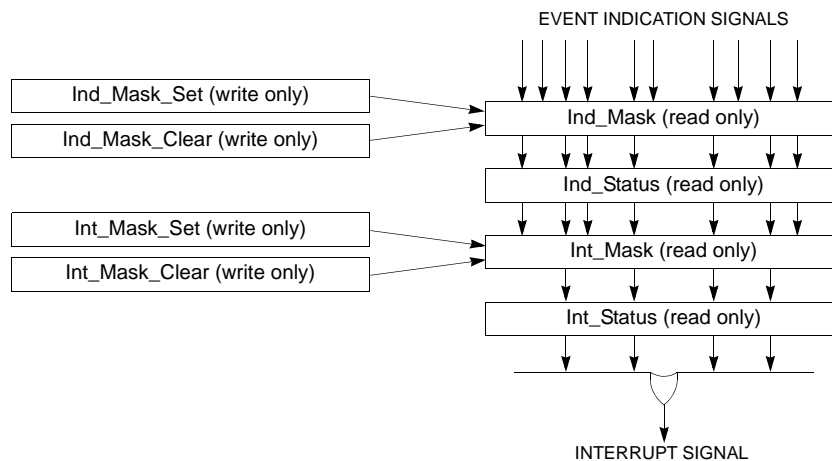 EVENT INDICATION SIGNALS
Ind_Mask_Set (write only)
Ind_Mask (read only)
Ind_Mask_Clear (write only)
Ind_Status (read only)
Int_Mask_Set (write only)
Int_Mask (read only)
Int_Mask_Clear (write only)
Int_Status (read only)
INTERRUPT SIGNAL